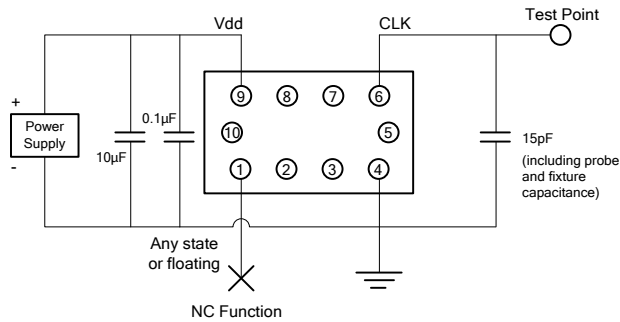 Vdd
CLK
Test Point
+
Power
Supply
-
10µF
0.1µF
9
8
7
6
10
5
1
2
3
4
15pF
(including probe
and fixture
capacitance)
Any state
or floating
NC Function